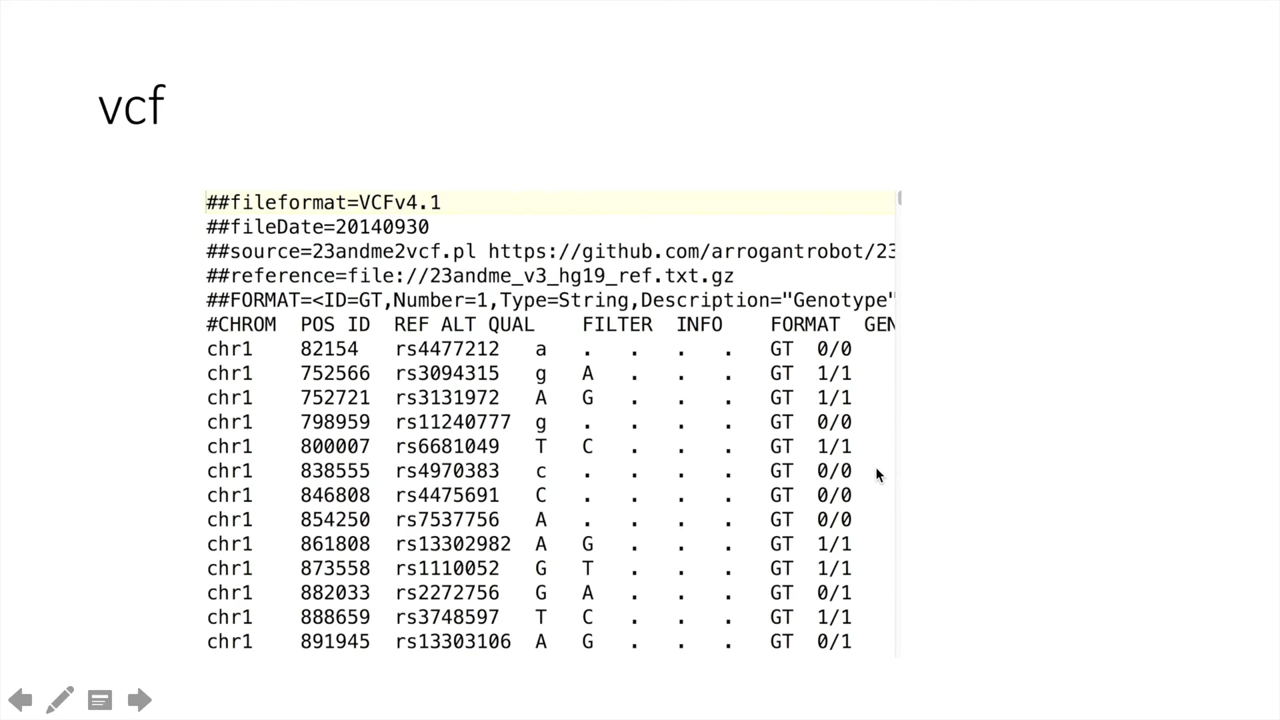 vcf
##fileformat=VCFv4.1
##fileDate=20140930
##source=23andme2vcf.pl https://github.com/arrogantrobot/23
##reference=file://23andme_v3_hg19_ref.txt.gz
##FORMAT=<ID=GT,Number=1,Type=String,Description="Genotype"
#CHROM POS ID REF ALT QUAL FILTER INFO FORMAT GEN
chr1 82154 rs4477212 a . . . . GT 0/0
chr1 752566 rs3094315 g A . . . GT 1/1
chr1 752721 rs3131972 A G . . . GT 1/1
chr1 798959 rs11240777 g . . . . GT 0/0
chr1 800007 rs6681049 T C . . . GT 1/1
chr1 838555 rs4970383 c . . . . GT 0/0
chr1 846808 rs4475691 C . . . . GT 0/0
chr1 854250 rs7537756 A . . . . GT 0/0
chr1 861808 rs13302982 A G . . . GT 1/1
chr1 873558 rs1110052 G T . . . GT 1/1
chr1 882033 rs2272756 G A . . . GT 0/1
chr1 888659 rs3748597 T C . . . GT 1/1
chr1 891945 rs13303106 A G . . . GT 0/1